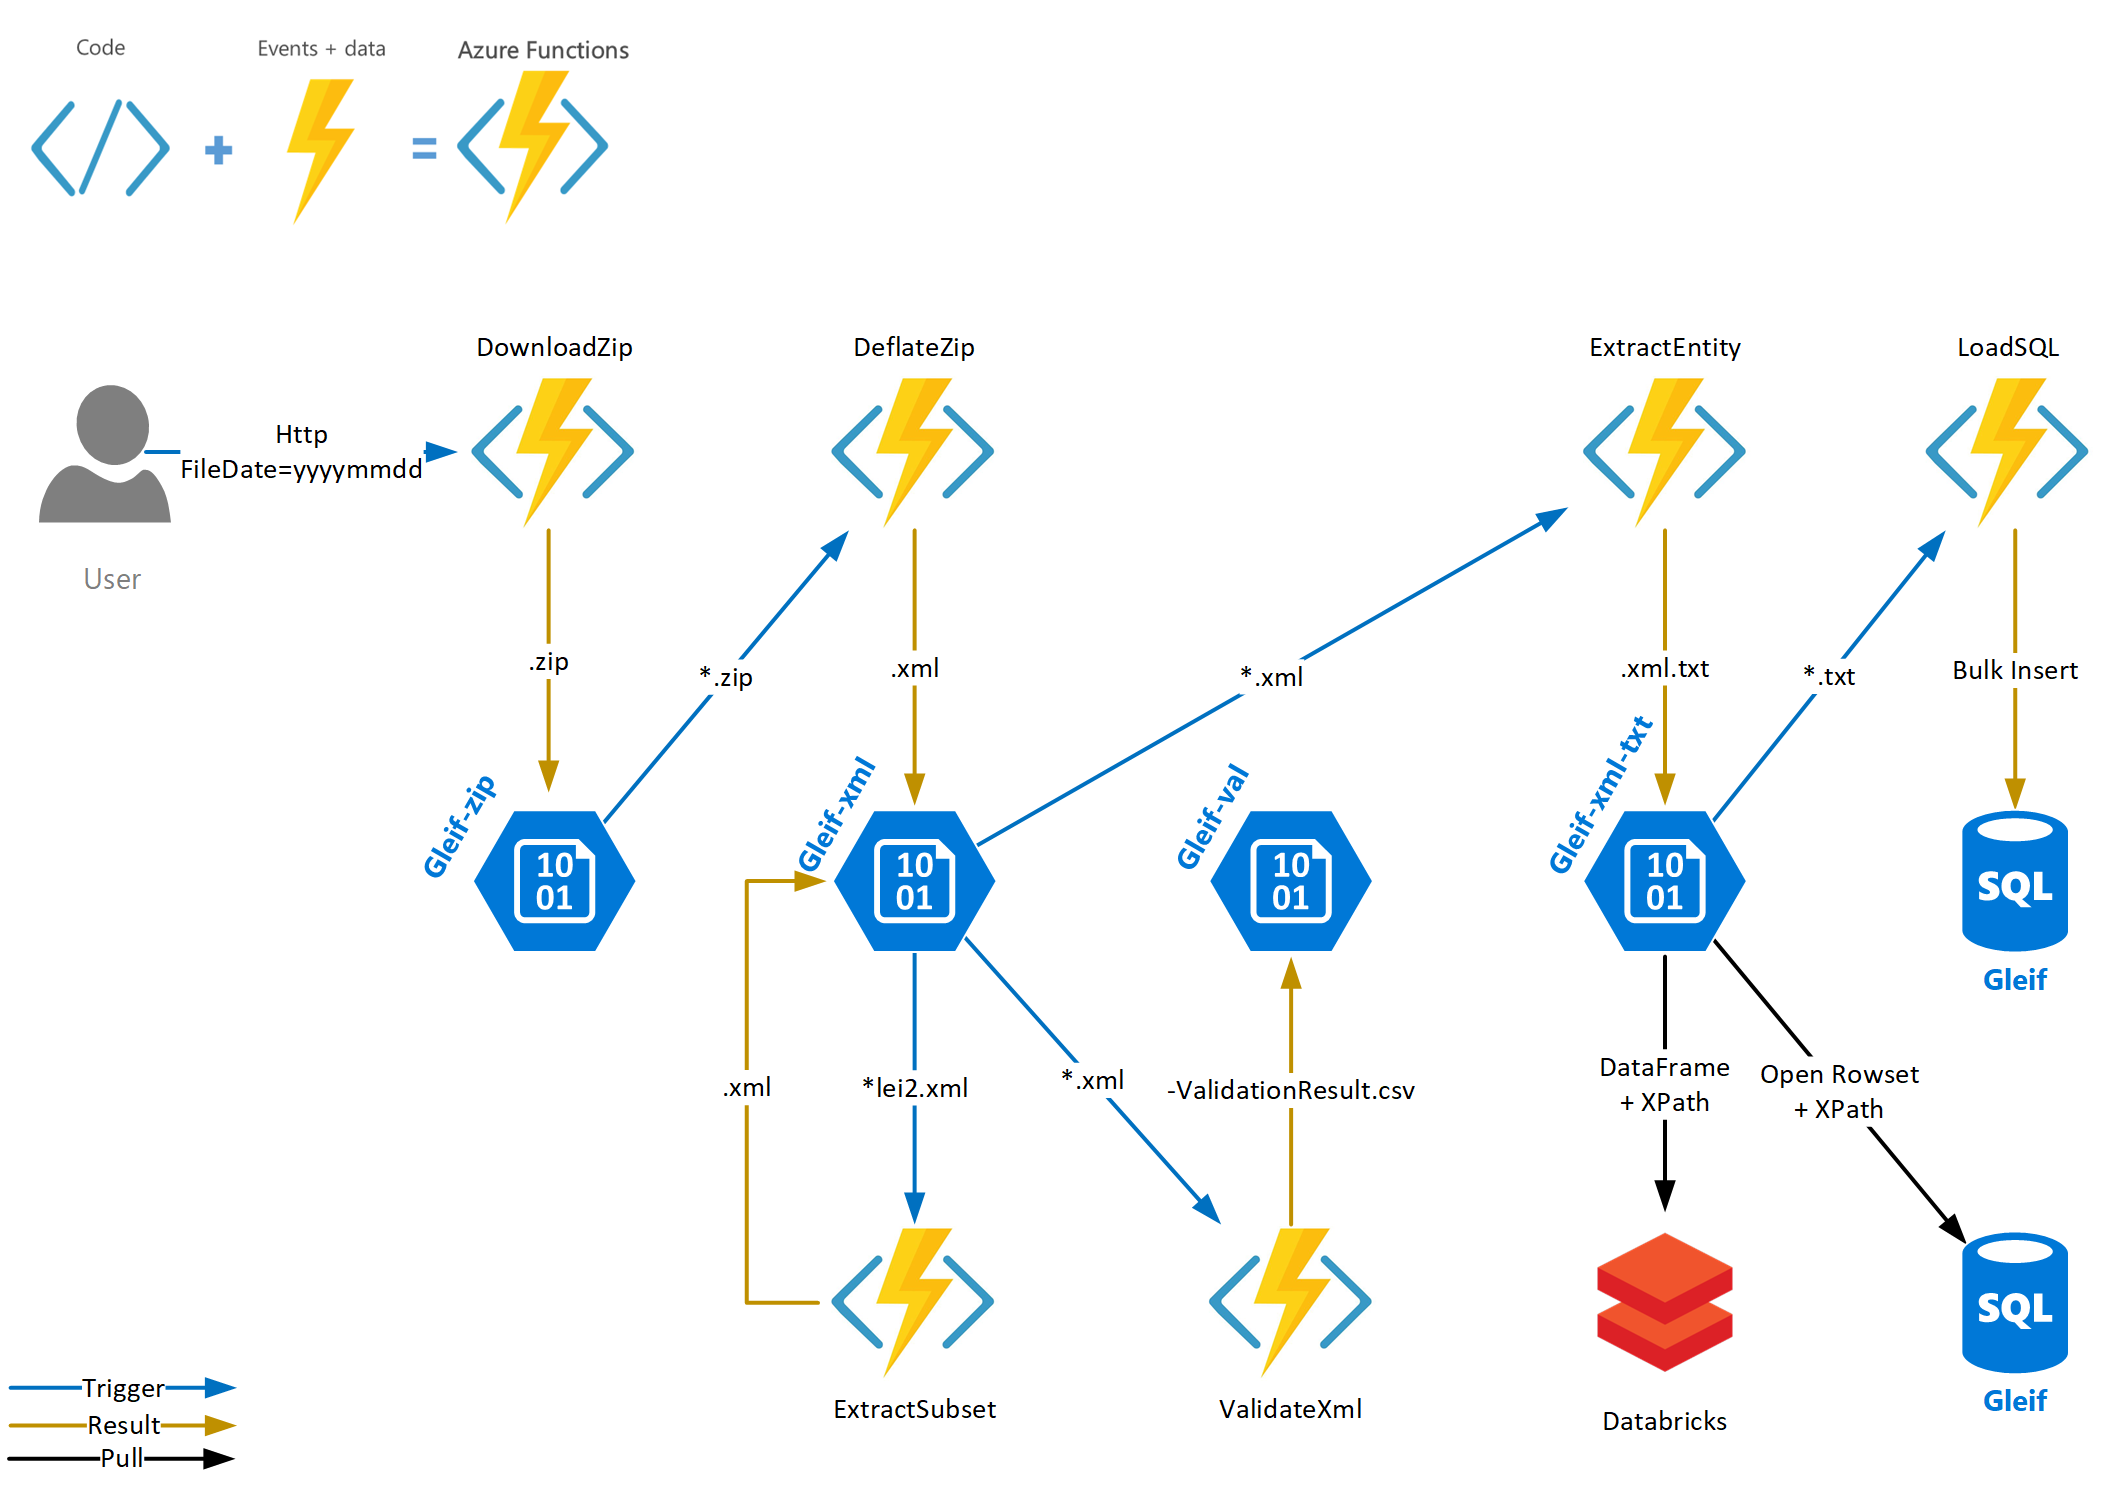 Code
Events + data
Azure Functions
DownloadZip
DeflateZip
ExtractEntity
LoadSQL
Http
FileDate=yyyymmdd
User
.zip
*.zip
.xml
*.xml
.xml.txt
*.txt
Bulk Insert
Gleif-zip
Gleif-xml
Gleif-val
Gleif-xml-txt
10
01
10
01
10
01
10
01
SQL
Gleif
.xml
*lei2.xml
*.xml
-ValidationResult.csv
DataFrame
+ XPath
Open Rowset
+ XPath
SQL
Gleif
ExtractSubset
ValidateXml
Databricks
Trigger
Result
Pull